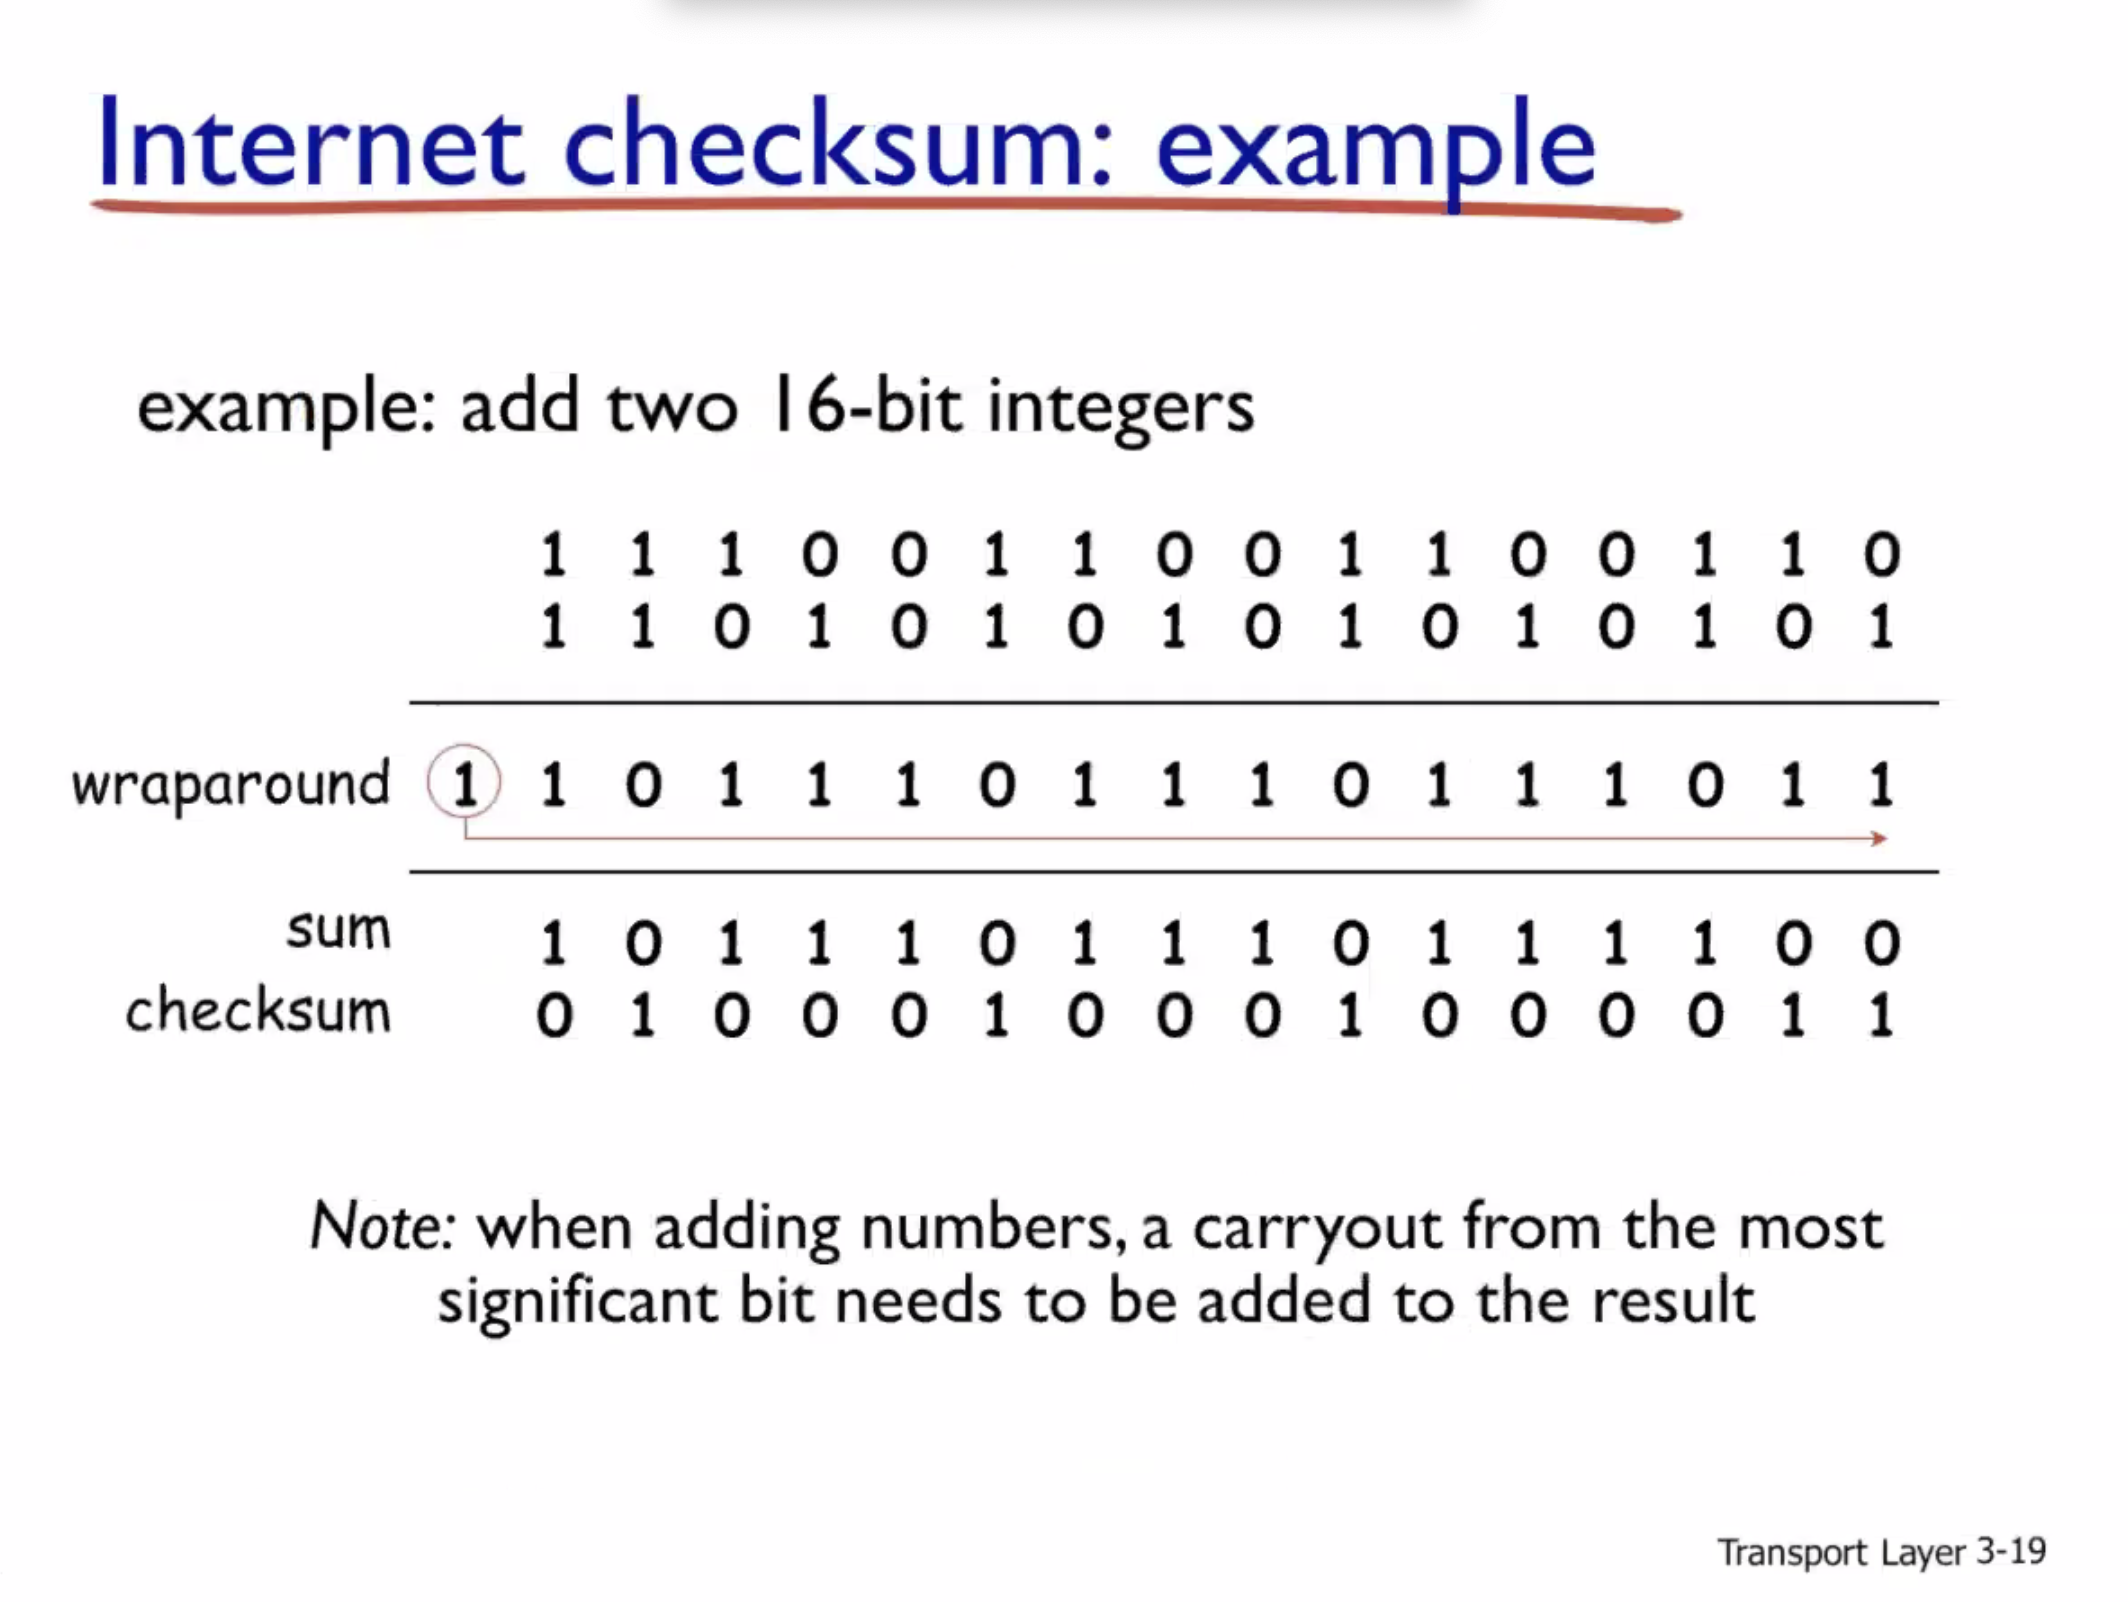 Internet checksum: example
example: add two 16-bit integers
1 1 1 0 0 1 1 0 0 1 1 0 0 1 1 0
1 1 0 1 0 1 0 1 0 1 0 1 0 1 0 1
wraparound 1 1 0 1 1 1 0 1 1 1 0 1 1 1 0 1 1
sum 1 0 1 1 1 0 1 1 1 0 1 1 1 1 0 0
checksum 0 1 0 0 0 1 0 0 0 1 0 0 0 0 1 1
Note: when adding numbers, a carryout from the most
significant bit needs to be added to the result
Transport Layer 3-19